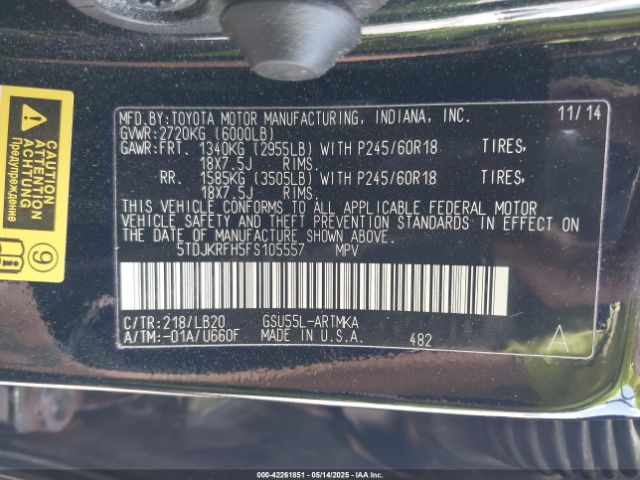 MFD.BY:TOYOTA MOTOR MANUFACTURING, INDIANA, INC. 11/14
GVWR:2720KG (6000LB)
GAWR:FRT. 1340KG (2955LB) WITH P245/60R18 TIRES,
18X7.5J RIMS.
RR. 1585KG (3505LB) WITH P245/60R18 TIRES,
18X7.5J RIMS.
THIS VEHICLE CONFORMS TO ALL APPLICABLE FEDERAL MOTOR
VEHICLE SAFETY AND THEFT PREVENTION STANDARDS IN EFFECT ON
THE DATE OF MANUFACTURE SHOWN ABOVE.
5TDJKRFH5FS105557 MPV
C/TR:218/LB20 GSU55L-ARTMKA
A/TM:-01A/U660F MADE IN U.S.A. 482 A
CAUTION
ATTENTION
ACHTUNG
Предупреждение
9
000-42261851 - 05/14/2025 - IAA Inc. - Copyright